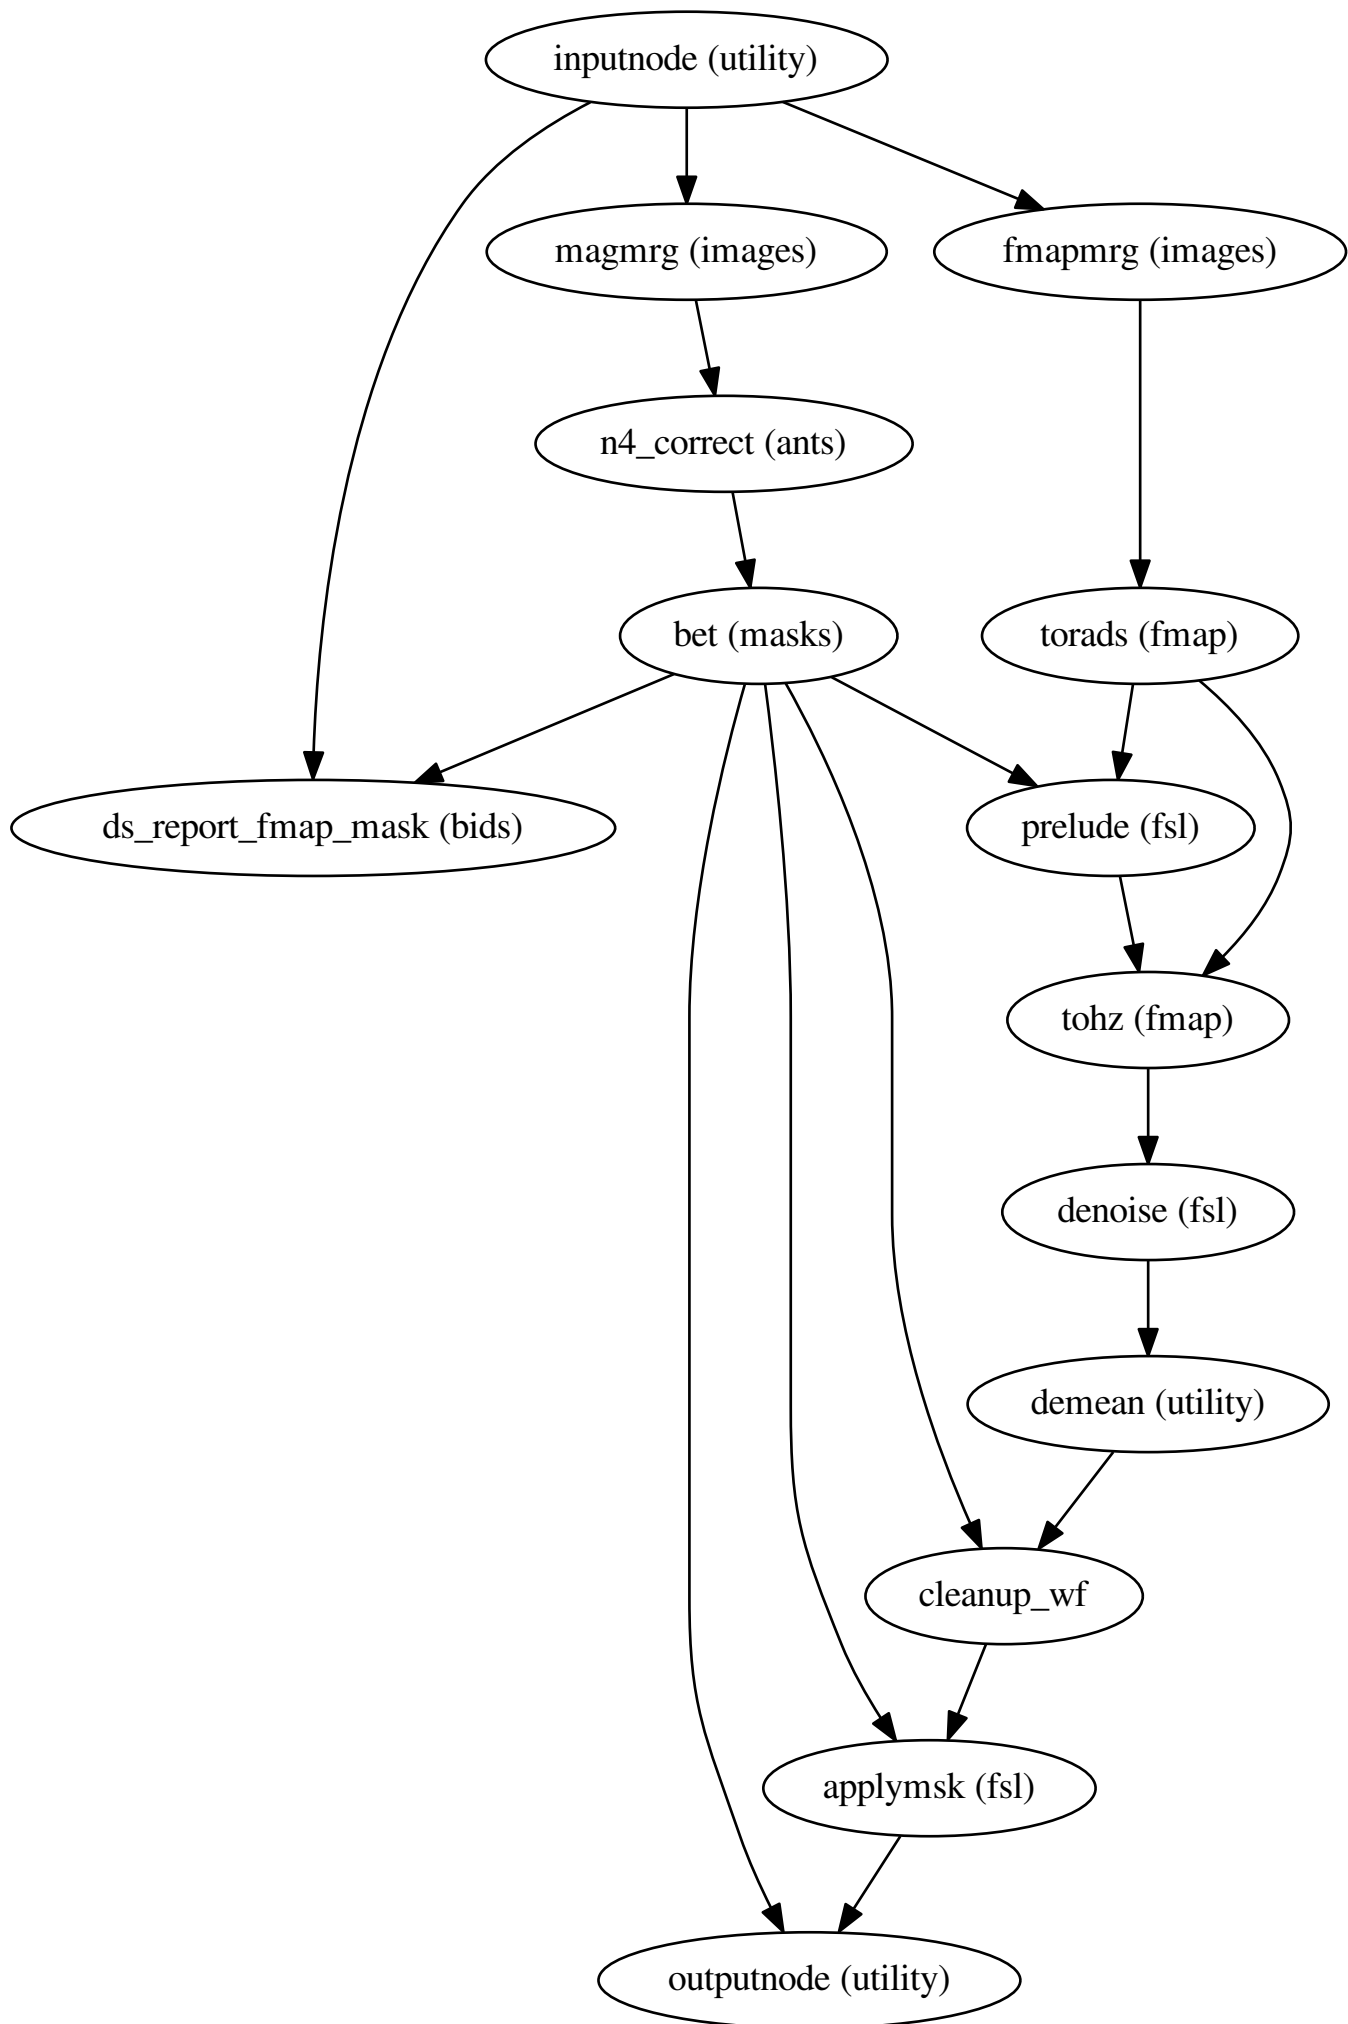 inputnode (utility)
magmrg (images)
fmapmrg (images)
n4_correct (ants)
bet (masks)
torads (fmap)
ds_report_fmap_mask (bids)
prelude (fsl)
tohz (fmap)
denoise (fsl)
demean (utility)
cleanup_wf
applymsk (fsl)
outputnode (utility)